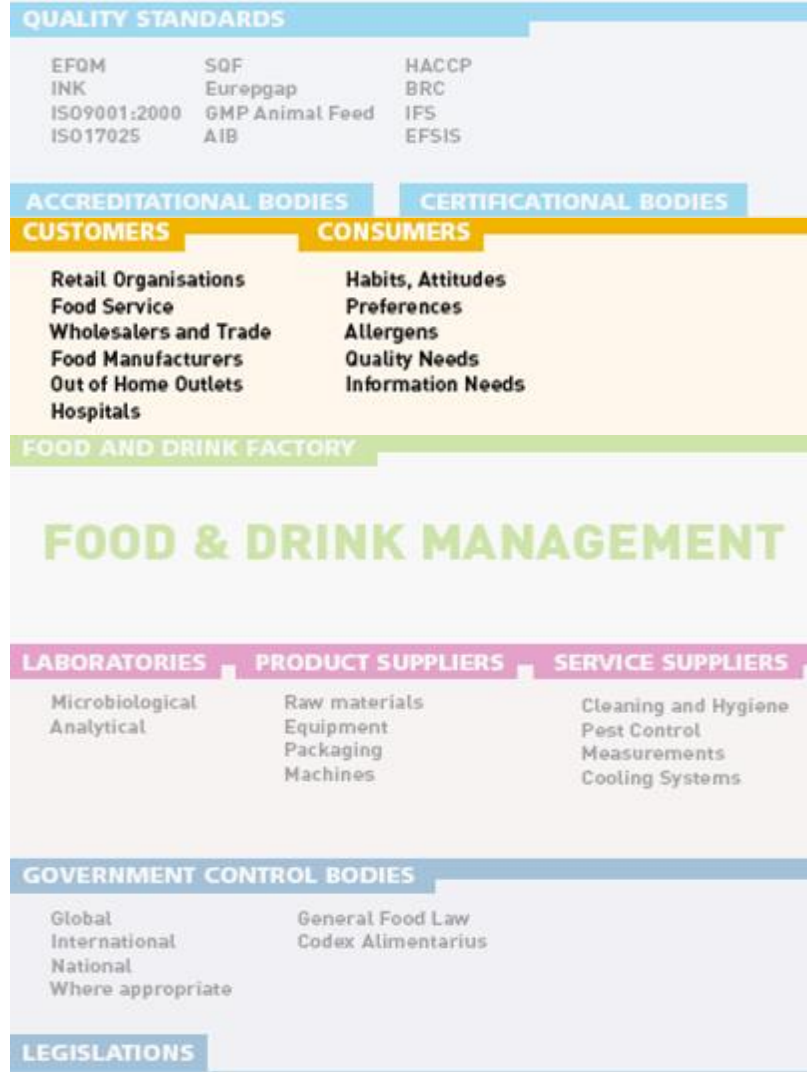 QUALITY STANDARDS
EFQM SQF HACCP
INK Eurepgap BRC
ISO9001:2000 GMP Animal Feed IFS
ISO17025 AIB EFSIS
ACCREDITATIONAL BODIES CERTIFICATIONAL BODIES
CUSTOMERS CONSUMERS
Retail Organisations Habits, Attitudes
Food Service Preferences
Wholesalers and Trade Allergens
Food Manufacturers Quality Needs
Out of Home Outlets Information Needs
Hospitals
FOOD AND DRINK FACTORY
FOOD & DRINK MANAGEMENT
LABORATORIES PRODUCT SUPPLIERS SERVICE SUPPLIERS
Microbiological Raw materials Cleaning and Hygiene
Analytical Equipment Pest Control
Packaging Measurements
Machines Cooling Systems
GOVERNMENT CONTROL BODIES
Global General Food Law
International Codex Alimentarius
National
Where appropriate
LEGISLATIONS